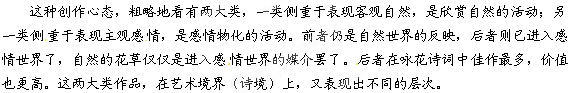 这种创作心态，粗略地看有两大类，一类侧重于表现客观自然，是欣赏自然的活动；另
一类侧重于表现主观感情，是感情物化的活动。前者仍是自然世界的反映，后者则已进入感
情世界了，自然的花草仅仅是进入感情世界的媒介罢了。后者在咏花诗词中佳作最多，价值
也更高。这两大类作品，在艺术境界（诗境）上，又表现出不同的层次。